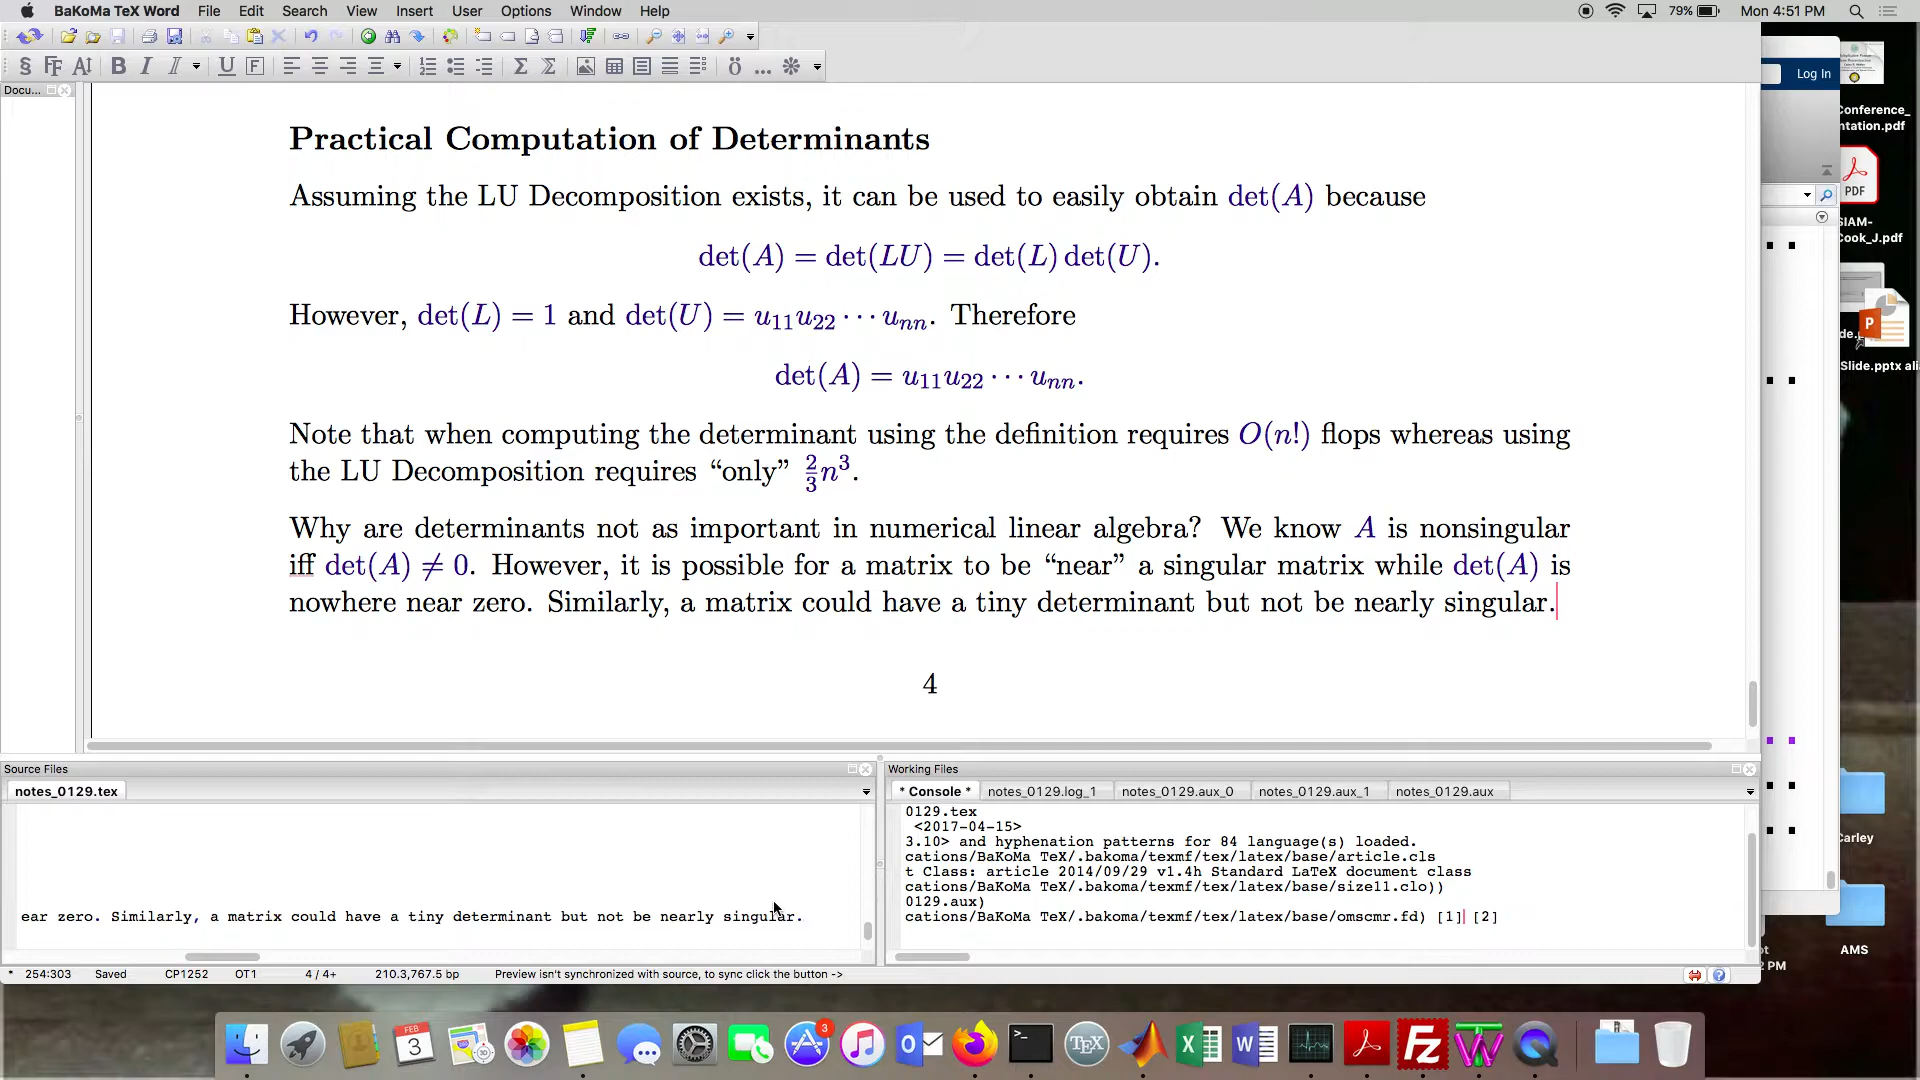 BaKoMa TeX Word File Edit Search View Insert User Options Window Help 79% Mon 4:51 PM
Docu...
Log In
Practical Computation of Determinants
Assuming the LU Decomposition exists, it can be used to easily obtain det(A) because
det(A) = det(LU) = det(L) det(U).
However, det(L) = 1 and det(U) = u₁₁u₂₂ ··· uₙₙ. Therefore
det(A) = u₁₁u₂₂ ··· uₙₙ.
Note that when computing the determinant using the definition requires O(n!) flops whereas using
the LU Decomposition requires “only” 2/3 n³.
Why are determinants not as important in numerical linear algebra? We know A is nonsingular
iff det(A) ≠ 0. However, it is possible for a matrix to be “near” a singular matrix while det(A) is
nowhere near zero. Similarly, a matrix could have a tiny determinant but not be nearly singular.
4
Conference_
ntation.pdf
PDF
SIAM-
Cook_J.pdf
Slide.pptx ali
Carley
AMS
2 PM
Source Files
notes_0129.tex
ear zero. Similarly, a matrix could have a tiny determinant but not be nearly singular.
Working Files
* Console * notes_0129.log_1 notes_0129.aux_0 notes_0129.aux_1 notes_0129.aux
0129.tex
<2017-04-15>
3.10> and hyphenation patterns for 84 language(s) loaded.
cations/BaKoMa TeX/.bakoma/texmf/tex/latex/base/article.cls
t Class: article 2014/09/29 v1.4h Standard LaTeX document class
cations/BaKoMa TeX/.bakoma/texmf/tex/latex/base/size11.clo))
0129.aux)
cations/BaKoMa TeX/.bakoma/texmf/tex/latex/base/omscmr.fd) [1] [2]
* 254:303 Saved CP1252 OT1 4 / 4+ 210.3,767.5 bp Preview isn't synchronized with source, to sync click the button ->
FEB
3
3
TEX